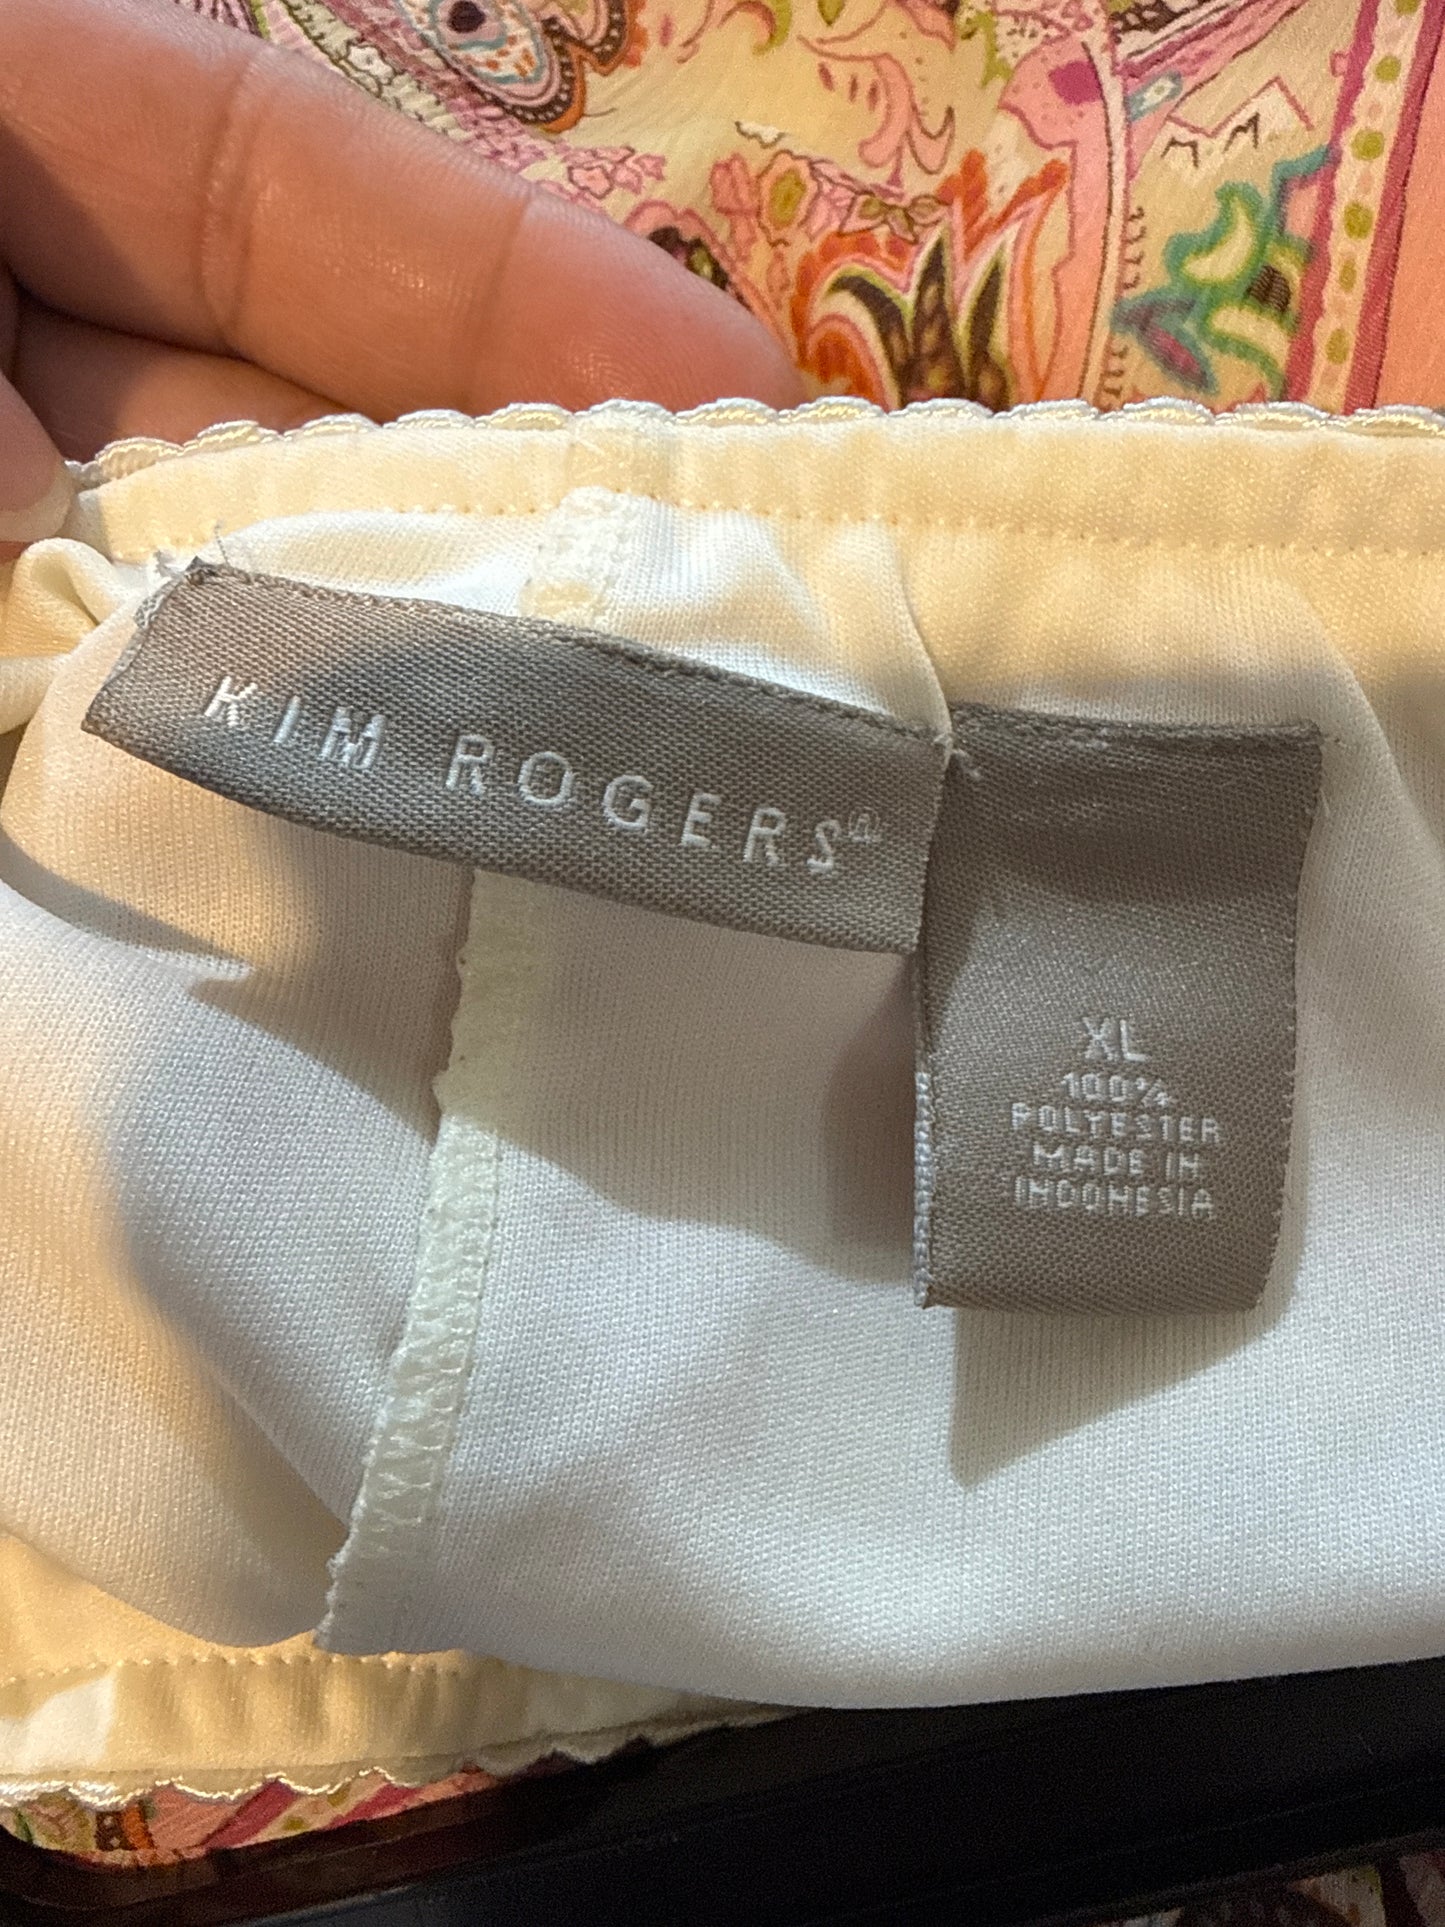 KIM ROGERS®
XL
100%
POLYESTER
MADE IN
INDONESIA